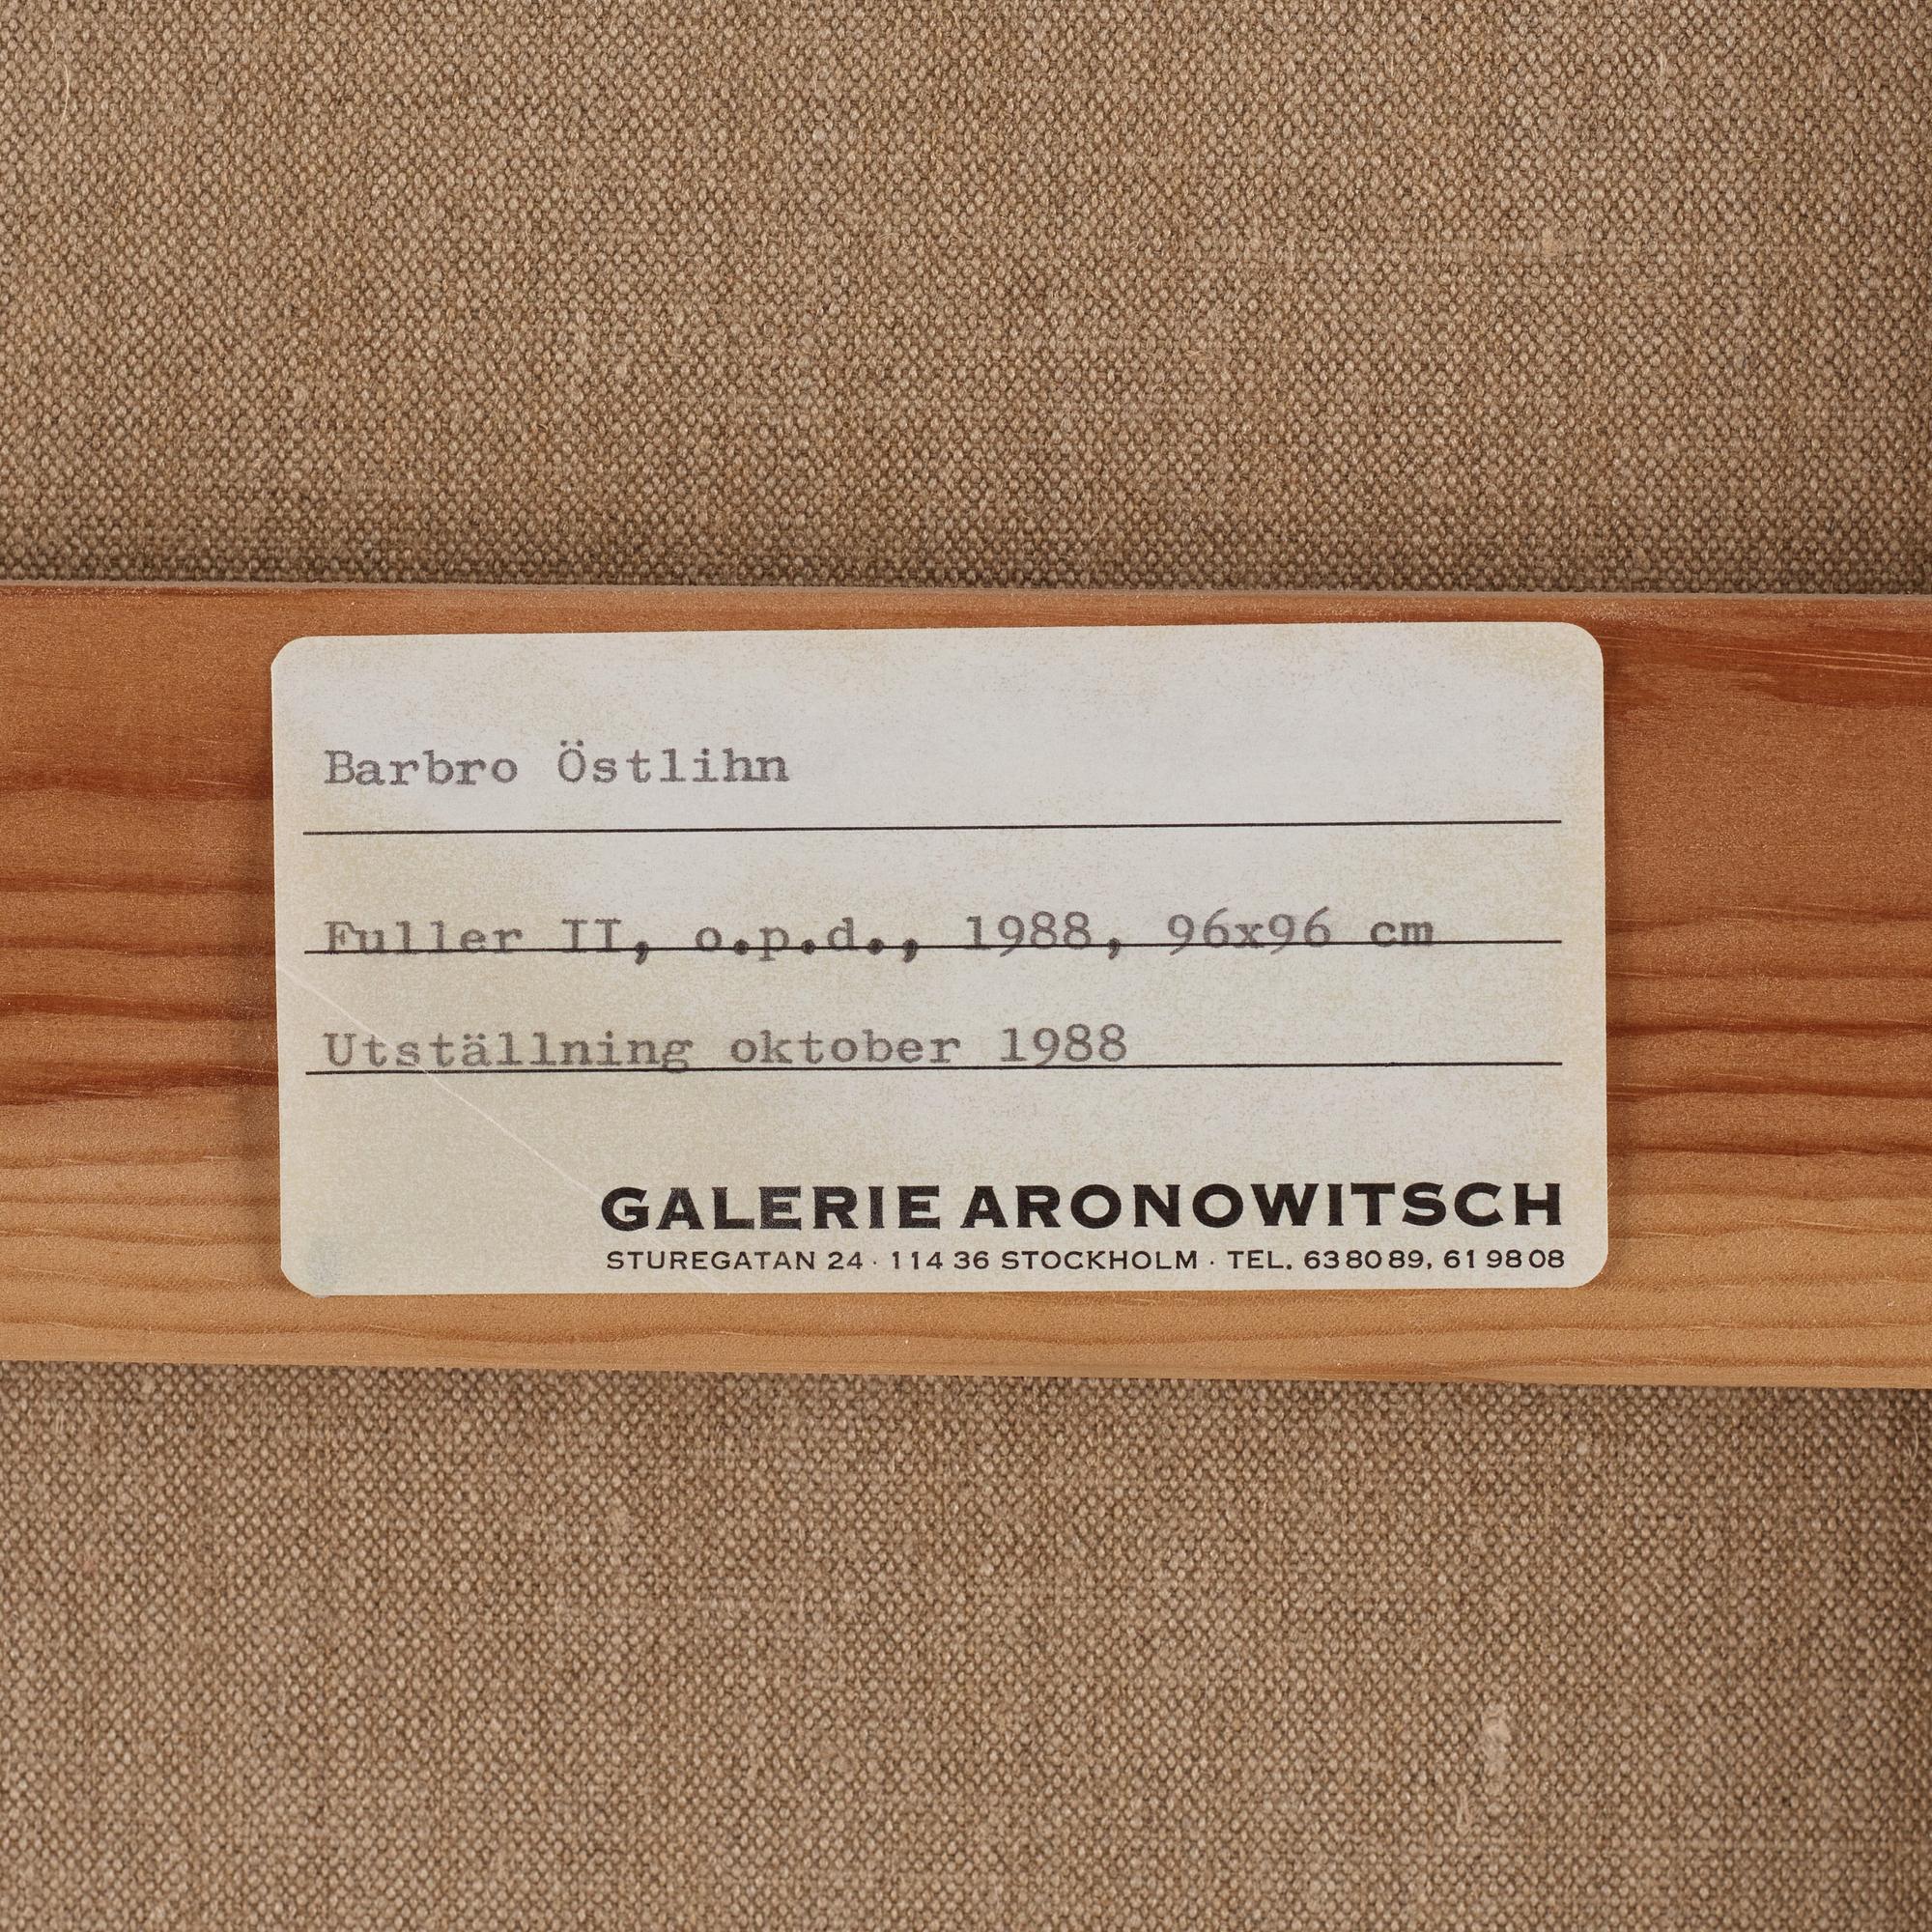 Barbro Östlihn
Fuller II, o.p.d., 1988, 96x96 cm
Utställning oktober 1988
GALERIE ARONOWITSCH
STUREGATAN 24 · 114 36 STOCKHOLM · TEL. 63 80 89, 61 98 08